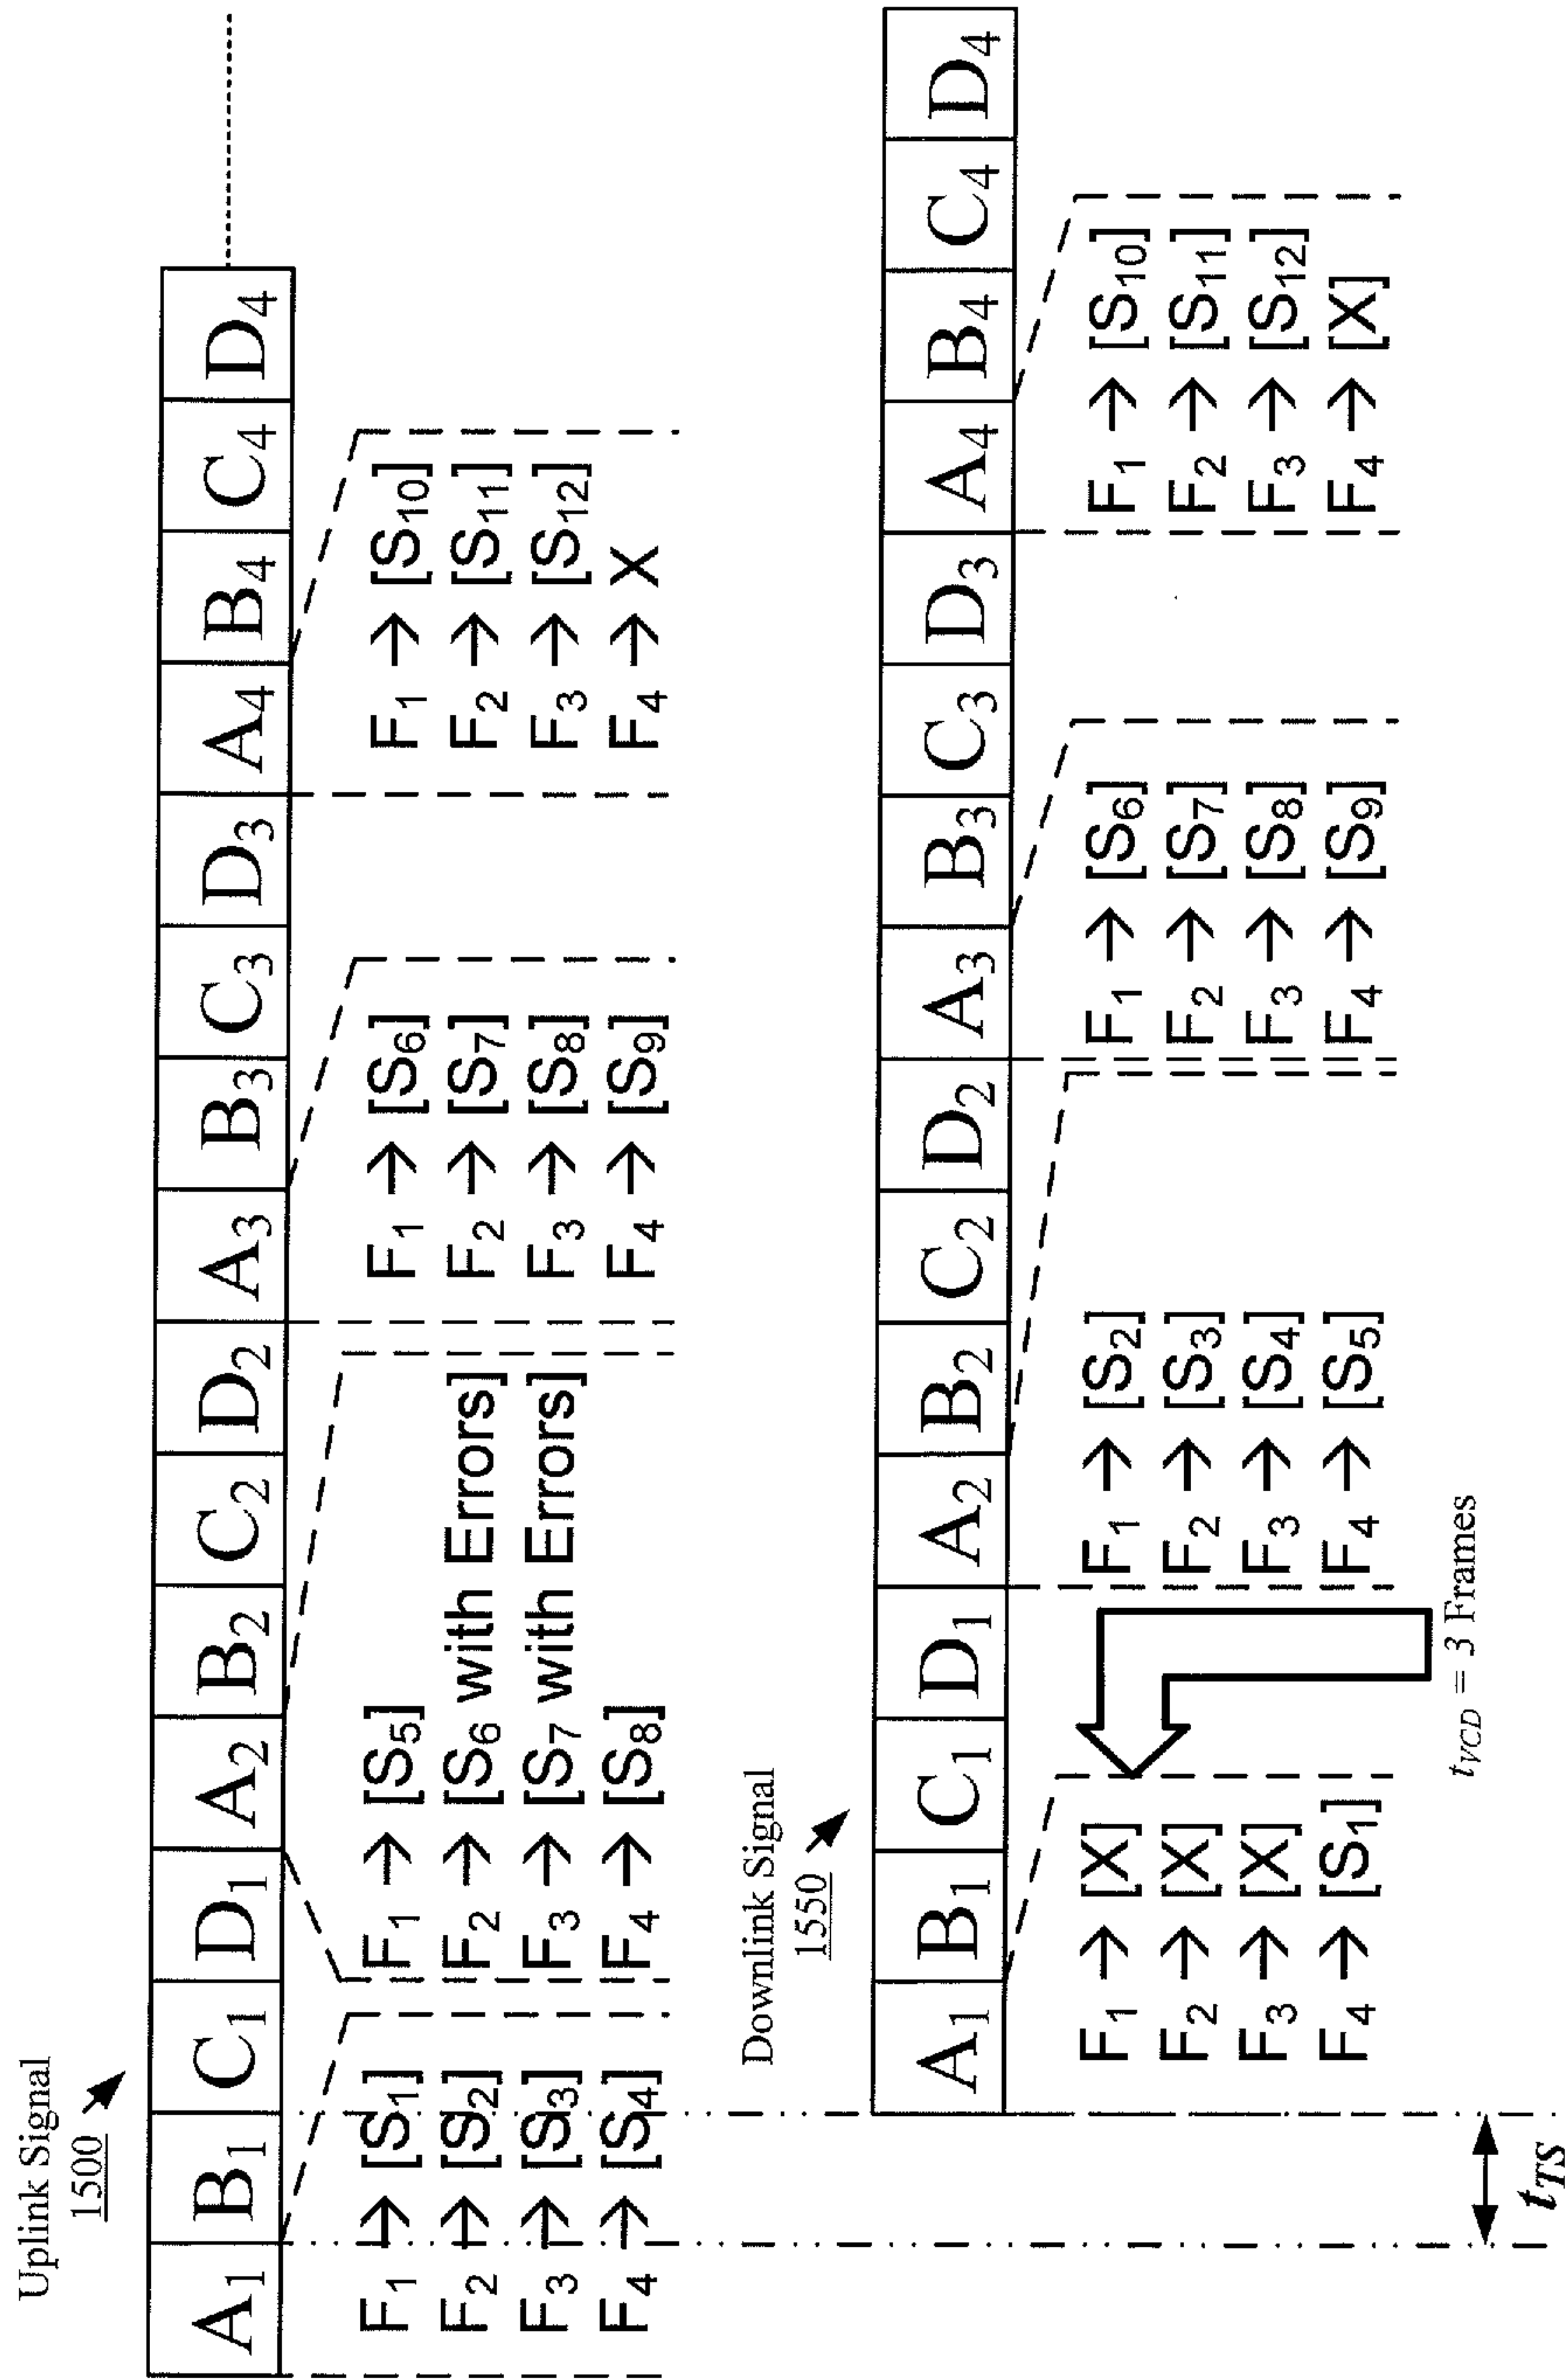 Uplink Signal
1500
A₁ B₁ C₁ D₁ A₂ B₂ C₂ D₂ A₃ B₃ C₃ D₃ A₄ B₄ C₄ D₄
F₁ → [S₁]
F₂ → [S₂]
F₃ → [S₃]
F₄ → [S₄]
F₁ → [S₅]
F₂ → [S₆ with Errors]
F₃ → [S₇ with Errors]
F₄ → [S₈]
F₁ → [S₆]
F₂ → [S₇]
F₃ → [S₈]
F₄ → [S₉]
F₁ → [S₁₀]
F₂ → [S₁₁]
F₃ → [S₁₂]
F₄ → X
Downlink Signal
1550
A₁ B₁ C₁ D₁ A₂ B₂ C₂ D₂ A₃ B₃ C₃ D₃ A₄ B₄ C₄ D₄
F₁ → [X]
F₂ → [X]
F₃ → [X]
F₄ → [S₁]
F₁ → [S₂]
F₂ → [S₃]
F₃ → [S₄]
F₄ → [S₅]
F₁ → [S₆]
F₂ → [S₇]
F₃ → [S₈]
F₄ → [S₉]
F₁ → [S₁₀]
F₂ → [S₁₁]
F₃ → [S₁₂]
F₄ → [X]
tVCD = 3 Frames
tTS